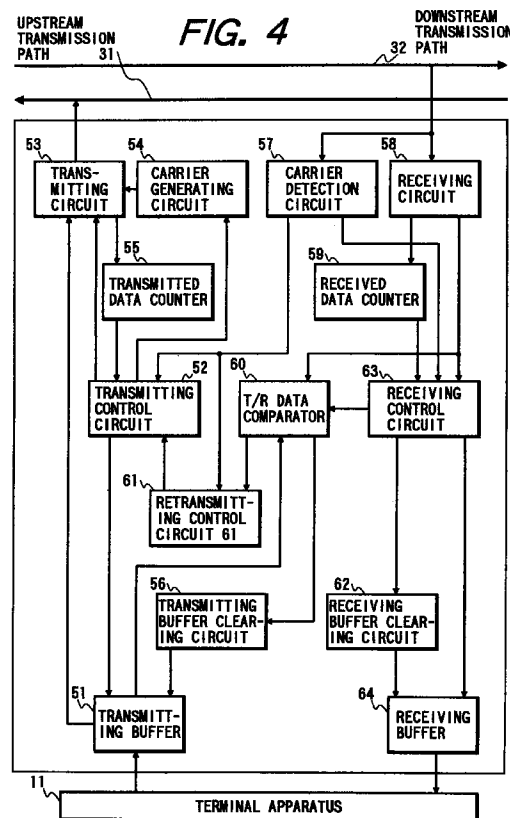 UPSTREAM
TRANSMISSION
PATH
31
FIG. 4
32
DOWNSTREAM
TRANSMISSION
PATH
53
TRANS-
MITTING
CIRCUIT
54
CARRIER
GENERATING
CIRCUIT
57
CARRIER
DETECTION
CIRCUIT
58
RECEIVING
CIRCUIT
55
TRANSMITTED
DATA COUNTER
59
RECEIVED
DATA COUNTER
52
TRANSMITTING
CONTROL
CIRCUIT
60
T/R DATA
COMPARATOR
63
RECEIVING
CONTROL
CIRCUIT
61
RETRANSMITT-
ING CONTROL
CIRCUIT 61
56
TRANSMITTING
BUFFER CLEAR-
ING CIRCUIT
62
RECEIVING
BUFFER CLEAR-
ING CIRCUIT
51
TRANSMITT-
ING BUFFER
64
RECEIVING
BUFFER
11
TERMINAL APPARATUS